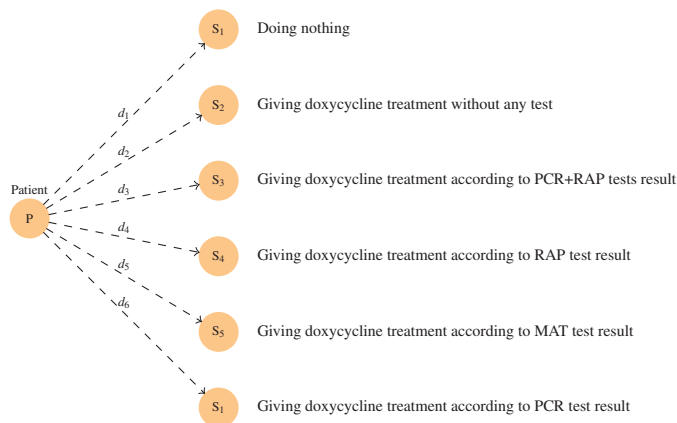 S₁ Doing nothing
d₁
S₂ Giving doxycycline treatment without any test
d₂
S₃ Giving doxycycline treatment according to PCR+RAP tests result
Patient
d₃
P
d₄
S₄ Giving doxycycline treatment according to RAP test result
d₅
d₆
S₅ Giving doxycycline treatment according to MAT test result
S₁ Giving doxycycline treatment according to PCR test result